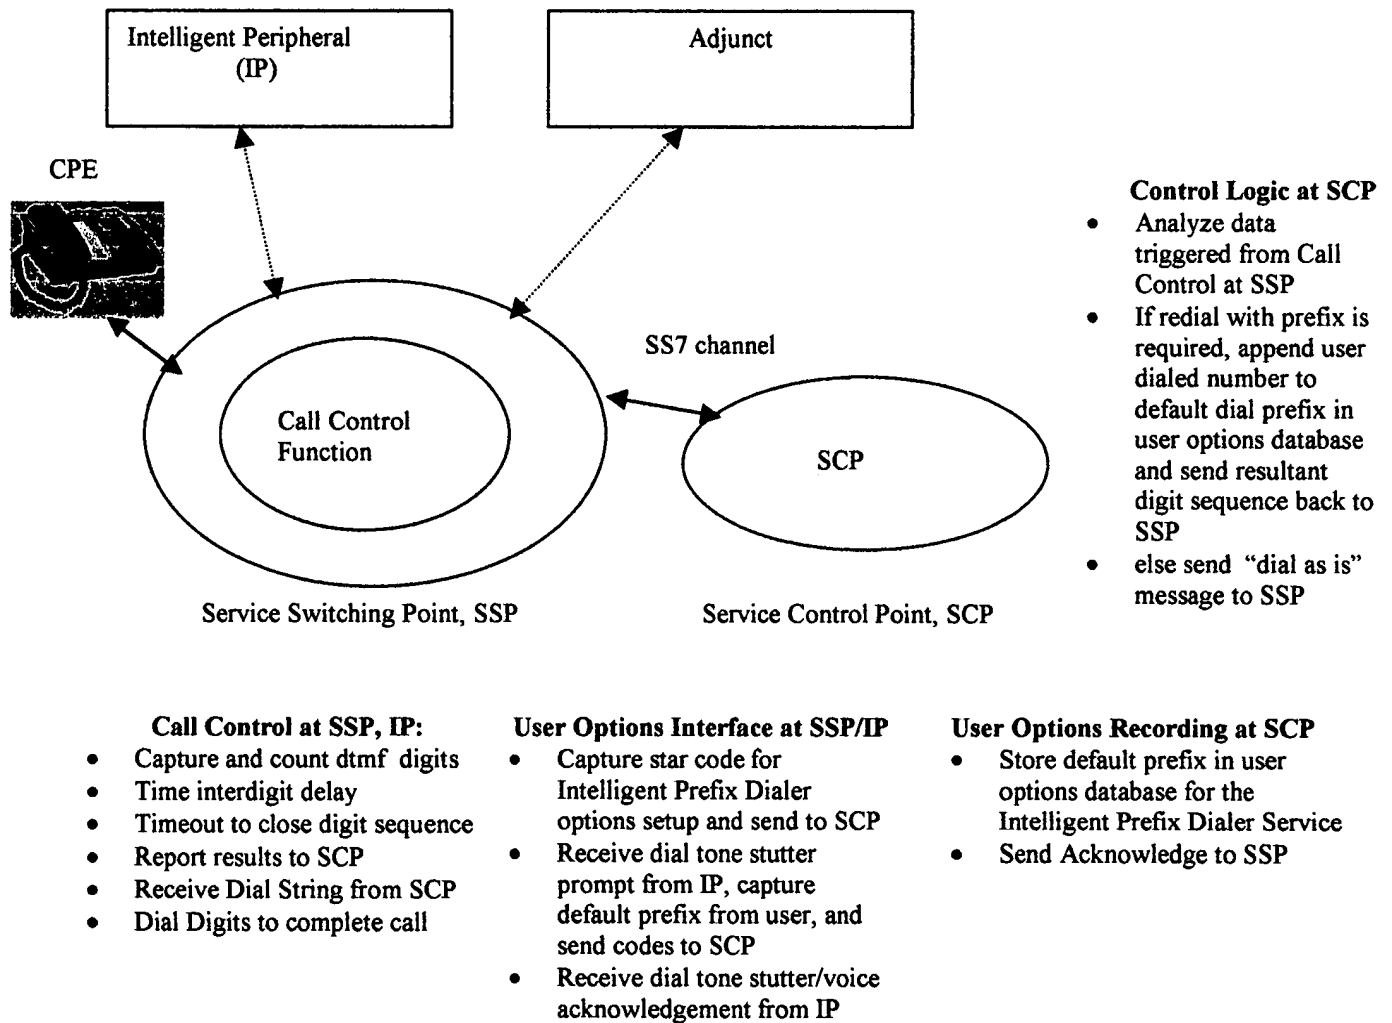 Intelligent Peripheral
(IP)
Adjunct
CPE
Call Control
Function
SS7 channel
SCP
Service Switching Point, SSP
Service Control Point, SCP
Control Logic at SCP
• Analyze data
triggered from Call
Control at SSP
• If redial with prefix is
required, append user
dialed number to
default dial prefix in
user options database
and send resultant
digit sequence back to
SSP
• else send “dial as is”
message to SSP
Call Control at SSP, IP:
• Capture and count dtmf digits
• Time interdigit delay
• Timeout to close digit sequence
• Report results to SCP
• Receive Dial String from SCP
• Dial Digits to complete call
User Options Interface at SSP/IP
• Capture star code for
Intelligent Prefix Dialer
options setup and send to SCP
• Receive dial tone stutter
prompt from IP, capture
default prefix from user, and
send codes to SCP
• Receive dial tone stutter/voice
acknowledgement from IP
User Options Recording at SCP
• Store default prefix in user
options database for the
Intelligent Prefix Dialer Service
• Send Acknowledge to SSP